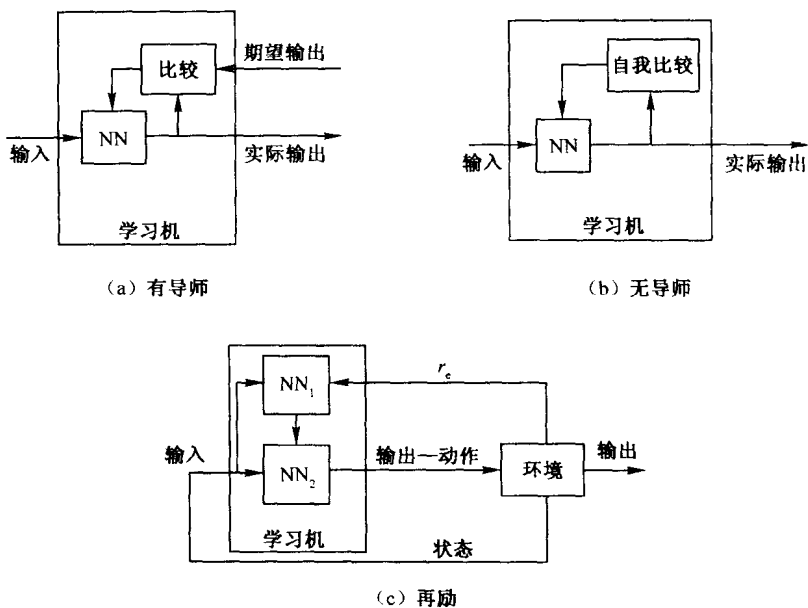 比较
期望输出
NN
输入
实际输出
学习机
(a) 有导师
自我比较
NN
输入
实际输出
学习机
(b) 无导师
NN₁
rₑ
输入
NN₂
输出—动作
环境
输出
学习机
状态
(c) 再励